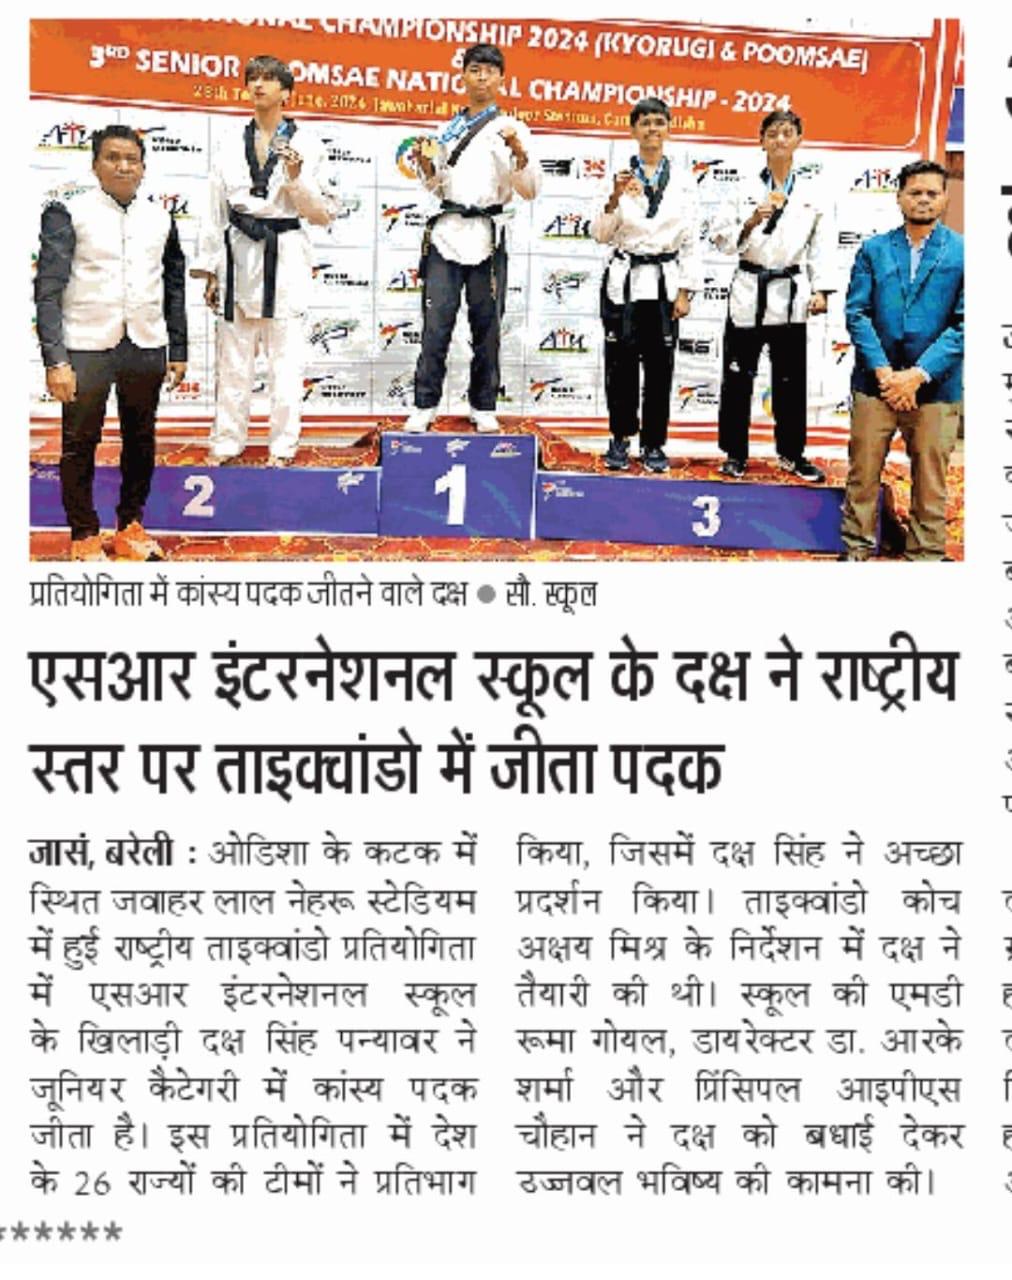 CHAMPIONSHIP 2024 (KYORUGI & POOMSAE)
&
3RD SENIOR POOMSAE NATIONAL CHAMPIONSHIP - 2024
2
1
3
प्रतियोगिता में कांस्य पदक जीतने वाले दक्ष ● सौ. स्कूल
एसआर इंटरनेशनल स्कूल के दक्ष ने राष्ट्रीय
स्तर पर ताइक्वांडो में जीता पदक
जासं, बरेली : ओडिशा के कटक में
स्थित जवाहर लाल नेहरू स्टेडियम
में हुई राष्ट्रीय ताइक्वांडो प्रतियोगिता
में एसआर इंटरनेशनल स्कूल
के खिलाड़ी दक्ष सिंह पन्यावर ने
जूनियर कैटेगरी में कांस्य पदक
जीता है। इस प्रतियोगिता में देश
के 26 राज्यों की टीमों ने प्रतिभाग
किया, जिसमें दक्ष सिंह ने अच्छा
प्रदर्शन किया। ताइक्वांडो कोच
अक्षय मिश्र के निर्देशन में दक्ष ने
तैयारी की थी। स्कूल की एमडी
रूमा गोयल, डायरेक्टर डा. आरके
शर्मा और प्रिंसिपल आइपीएस
चौहान ने दक्ष को बधाई देकर
उज्जवल भविष्य की कामना की।
******